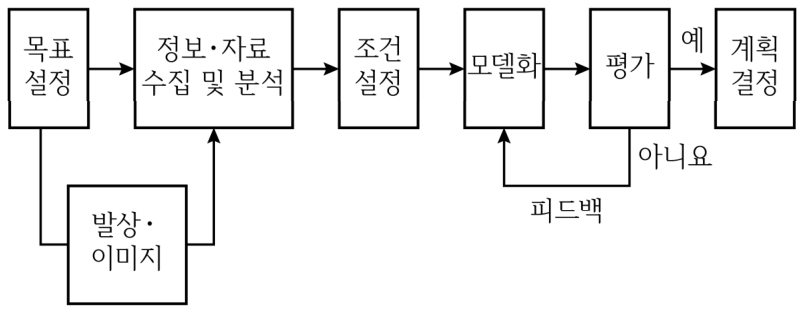 목표
설정
정보·자료
수집 및 분석
조건
설정
모델화
평가
예
계획
결정
아니요
피드백
발상·
이미지